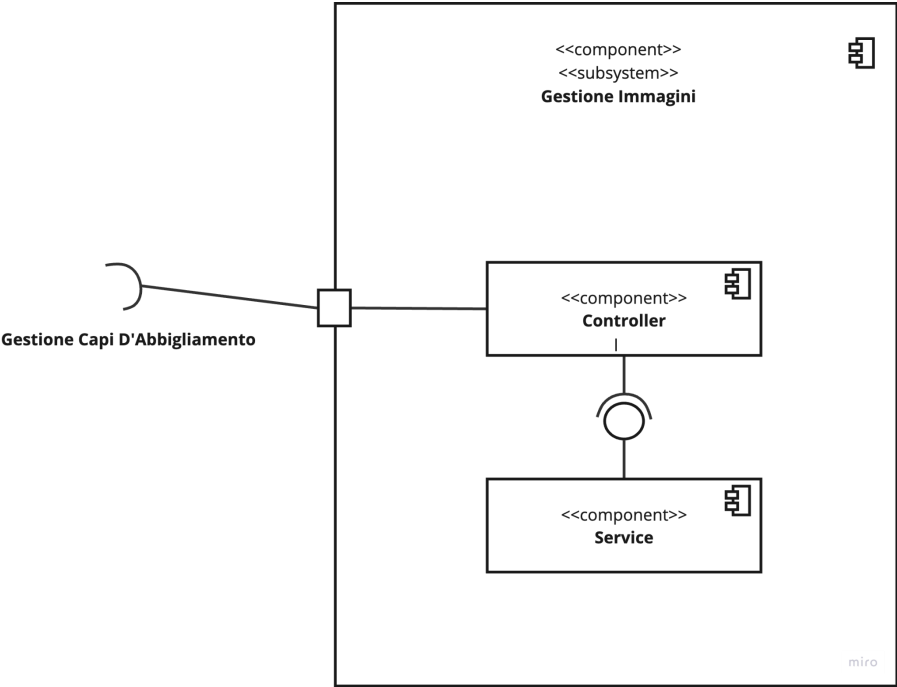 <<component>>
<<subsystem>>
Gestione Immagini
Gestione Capi D'Abbigliamento
<<component>>
Controller
|
<<component>>
Service
miro